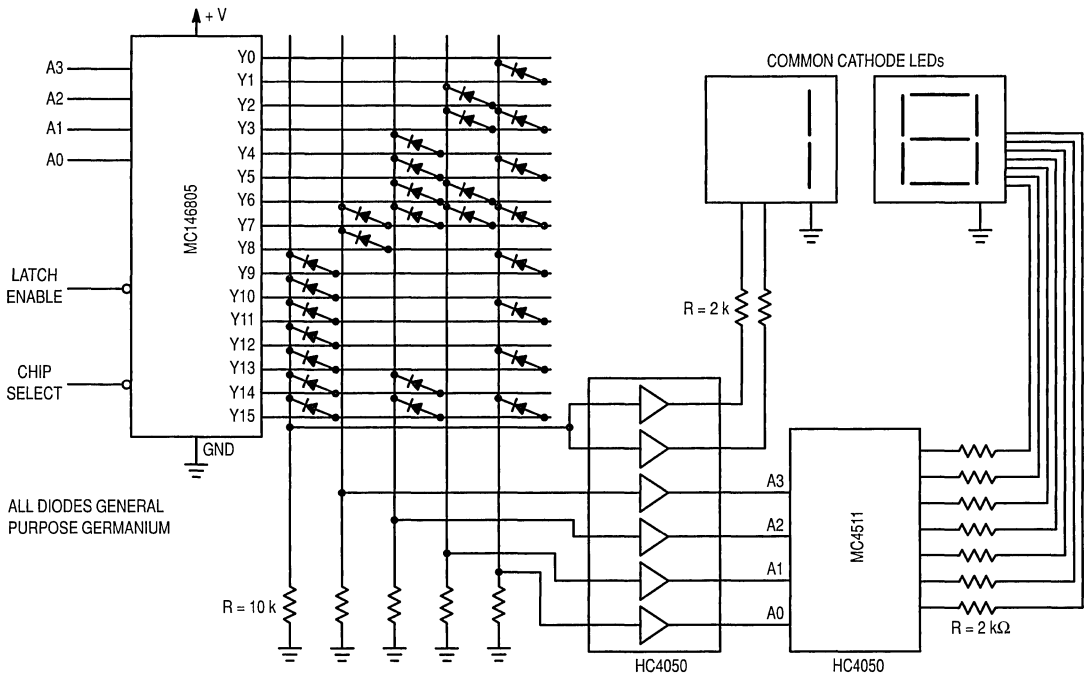 + V
A3
A2
A1
A0
LATCH
ENABLE
CHIP
SELECT
MC146805
Y0
Y1
Y2
Y3
Y4
Y5
Y6
Y7
Y8
Y9
Y10
Y11
Y12
Y13
Y14
Y15
GND
ALL DIODES GENERAL
PURPOSE GERMANIUM
R = 10 k
COMMON CATHODE LEDs
R = 2 k
A3
A2
A1
A0
HC4050
MC4511
HC4050
R = 2 kΩ